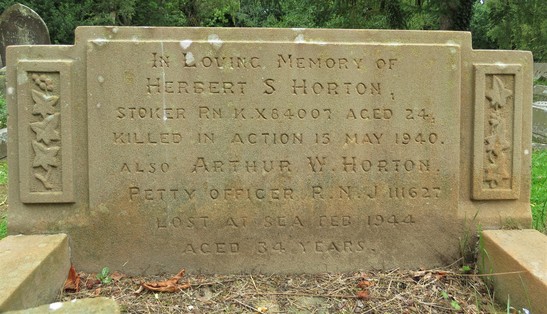 In Loving Memory of
Herbert S Horton,
Stoker RN K.X64007 aged 24,
killed in action 15 May 1940.
also Arthur W. Horton.
Petty officer R.N.J 111627
lost at sea Feb 1944
aged 34 years.